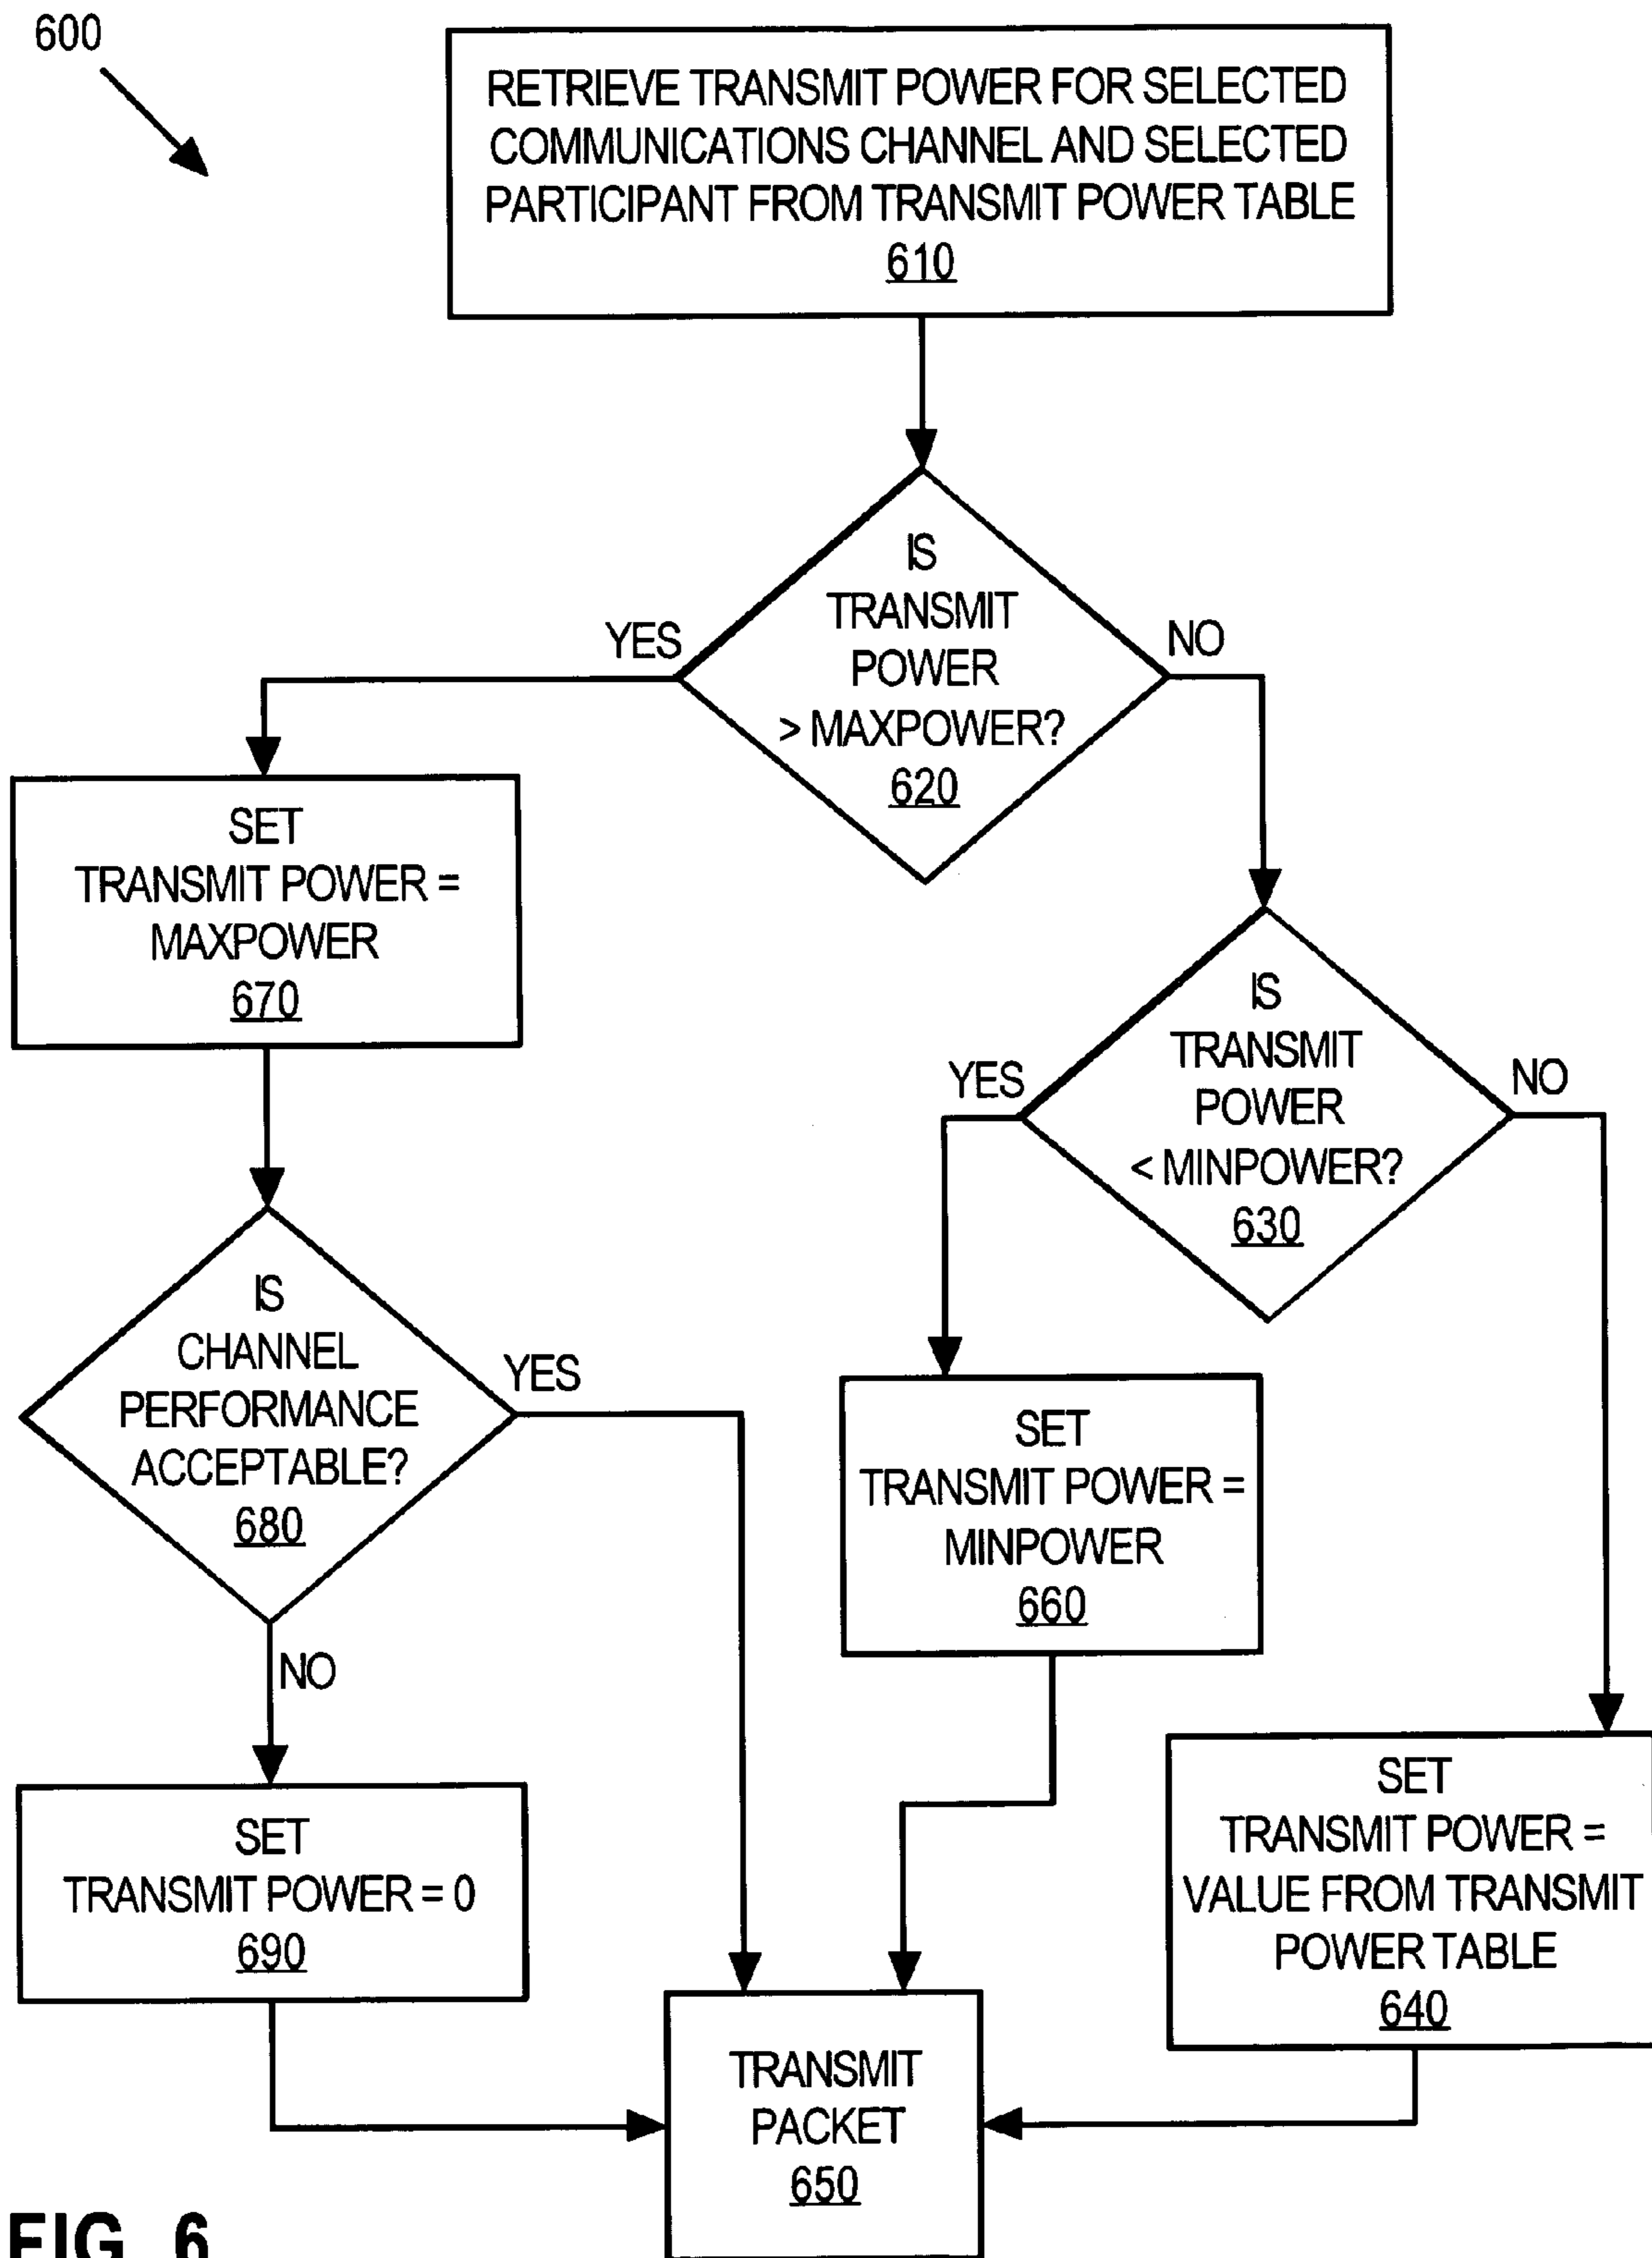 600
RETRIEVE TRANSMIT POWER FOR SELECTED
COMMUNICATIONS CHANNEL AND SELECTED
PARTICIPANT FROM TRANSMIT POWER TABLE
610
IS
TRANSMIT
POWER
> MAXPOWER?
620
YES
NO
SET
TRANSMIT POWER =
MAXPOWER
670
IS
TRANSMIT
POWER
< MINPOWER?
630
YES
NO
IS
CHANNEL
PERFORMANCE
ACCEPTABLE?
680
YES
NO
SET
TRANSMIT POWER =
MINPOWER
660
SET
TRANSMIT POWER =
VALUE FROM TRANSMIT
POWER TABLE
640
SET
TRANSMIT POWER = 0
690
TRANSMIT
PACKET
650
FIG. 6